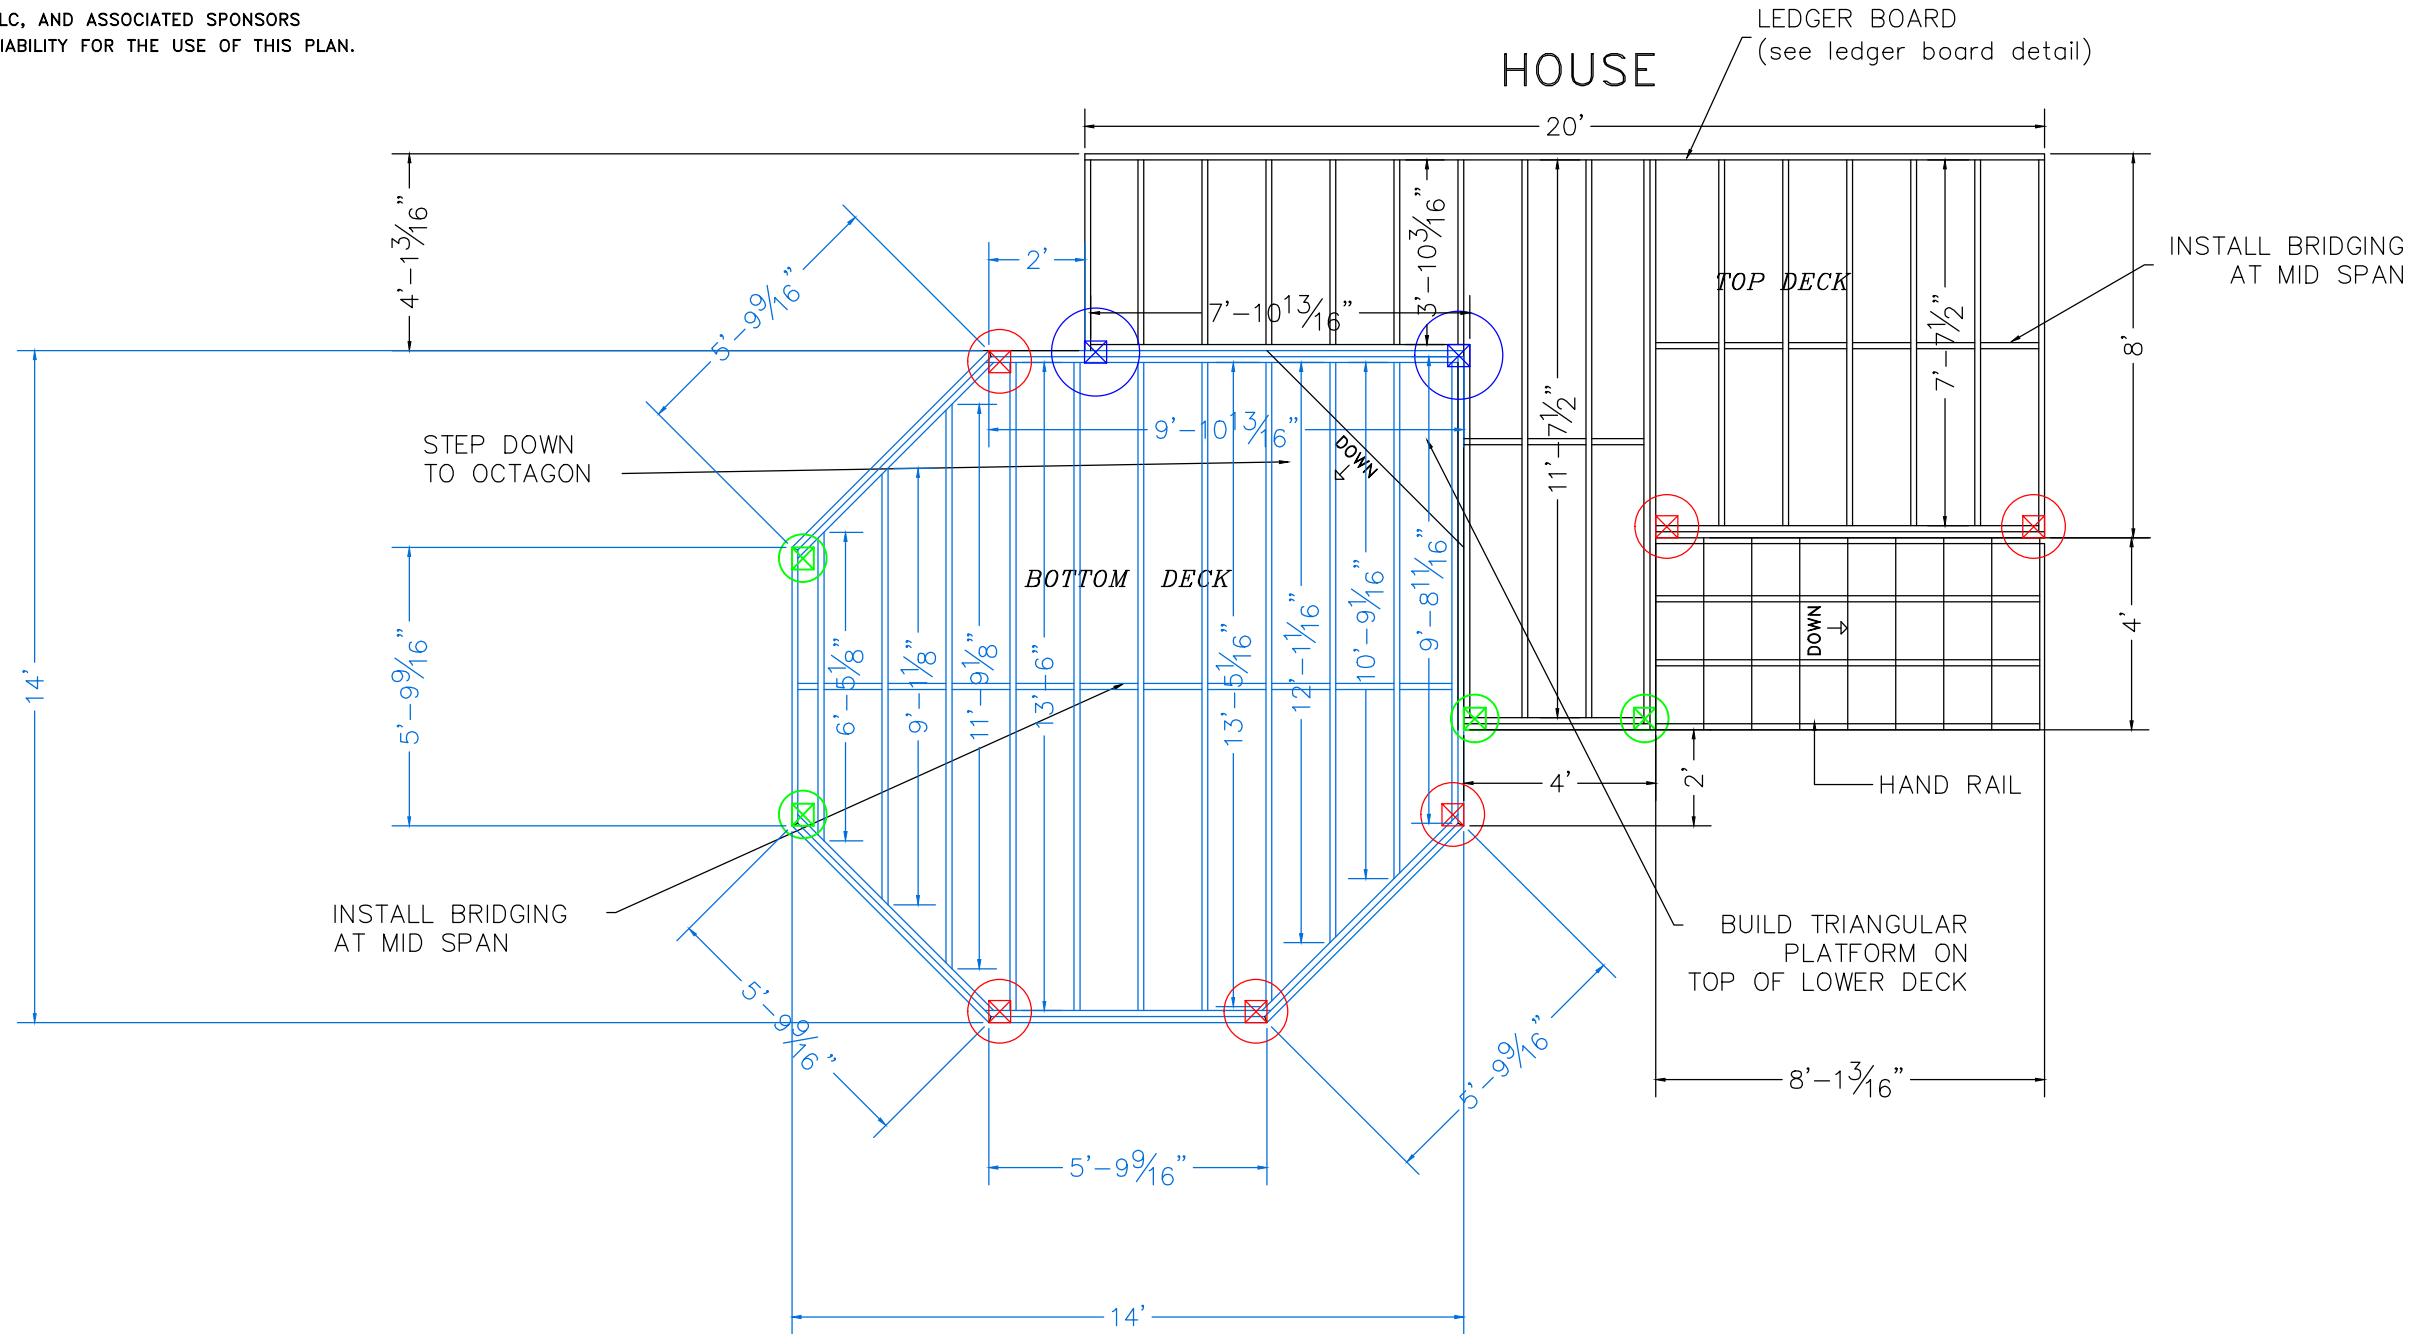 LC, AND ASSOCIATED SPONSORS
IABILITY FOR THE USE OF THIS PLAN.
LEDGER BOARD
(see ledger board detail)
HOUSE
20'
4'-1 3/16"
5'-9 9/16"
2'
7'-10 13/16"
3'-10 3/16"
TOP DECK
7'-7 1/2"
INSTALL BRIDGING
AT MID SPAN
8'
STEP DOWN
TO OCTAGON
9'-10 13/16"
DOWN
11'-7 1/2"
BOTTOM DECK
14'
5'-9 9/16"
6'-5 1/8"
9'-1 1/8"
11'-9 1/8"
13'-6"
13'-5 1/16"
12'-1 1/16"
10'-9 1/16"
9'-8 11/16"
DOWN
4'
4'
2'
HAND RAIL
INSTALL BRIDGING
AT MID SPAN
BUILD TRIANGULAR
PLATFORM ON
TOP OF LOWER DECK
5'-9 9/16"
5'-9 9/16"
8'-1 3/16"
5'-9 9/16"
14'